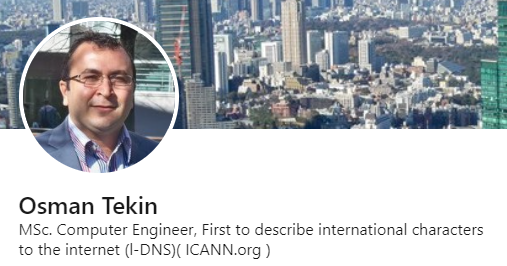 Osman Tekin
MSc. Computer Engineer, First to describe international characters
to the internet (l-DNS)( ICANN.org )